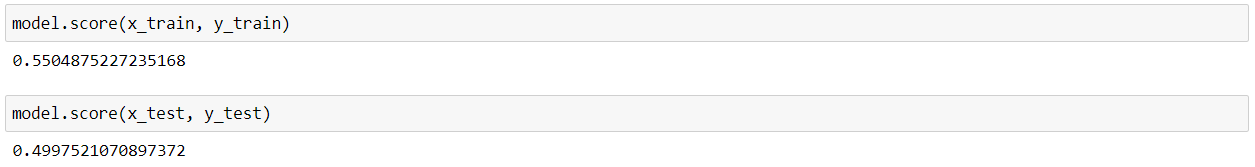 model.score(x_train, y_train)
0.5504875227235168
model.score(x_test, y_test)
0.4997521070897372